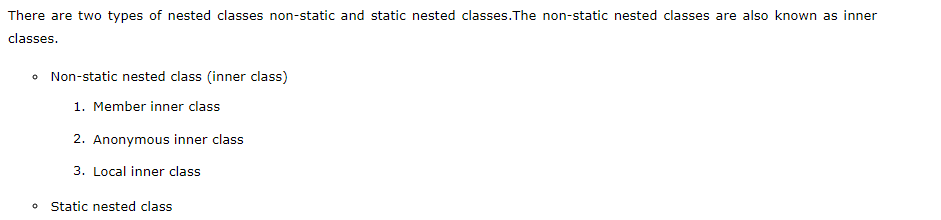 There are two types of nested classes non-static and static nested classes.The non-static nested classes are also known as inner
classes.
Non-static nested class (inner class)
1. Member inner class
2. Anonymous inner class
3. Local inner class
Static nested class